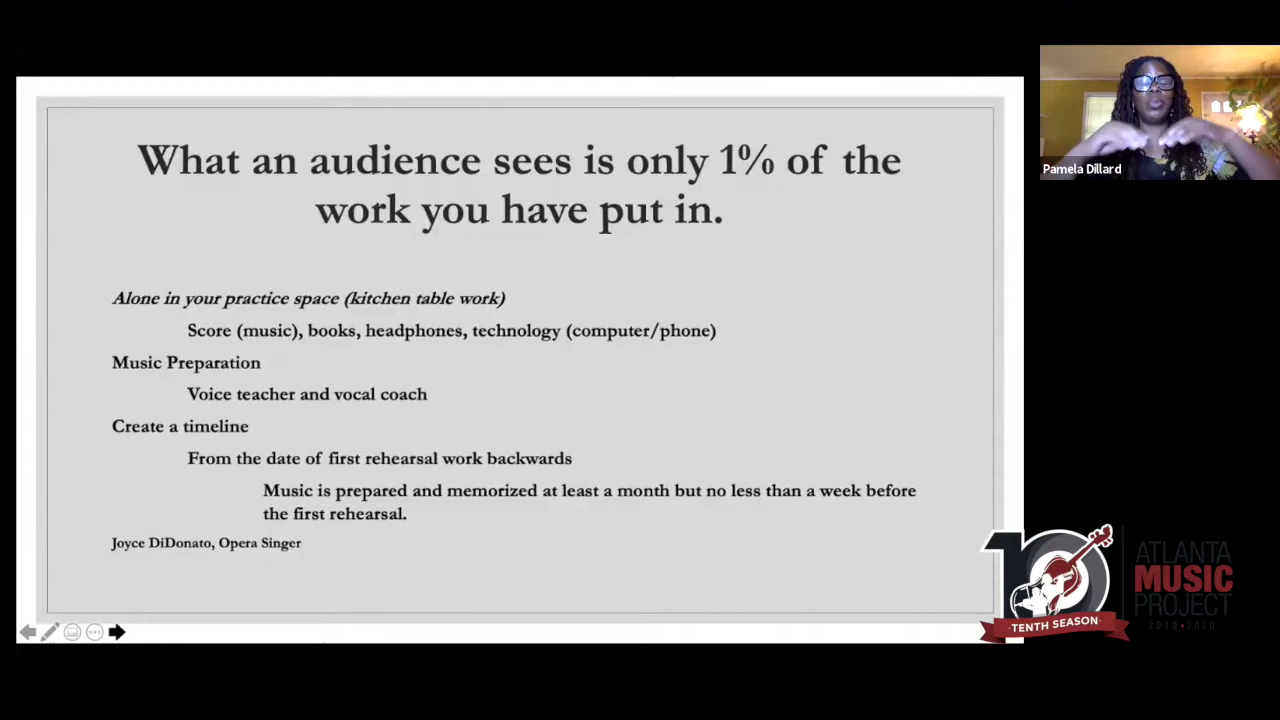 What an audience sees is only 1% of the
work you have put in.
Alone in your practice space (kitchen table work)
Score (music), books, headphones, technology (computer/phone)
Music Preparation
Voice teacher and vocal coach
Create a timeline
From the date of first rehearsal work backwards
Music is prepared and memorized at least a month but no less than a week before
the first rehearsal.
Joyce DiDonato, Opera Singer
Pamela Dillard
10
TENTH SEASON
ATLANTA
MUSIC
PROJECT
2010•2020